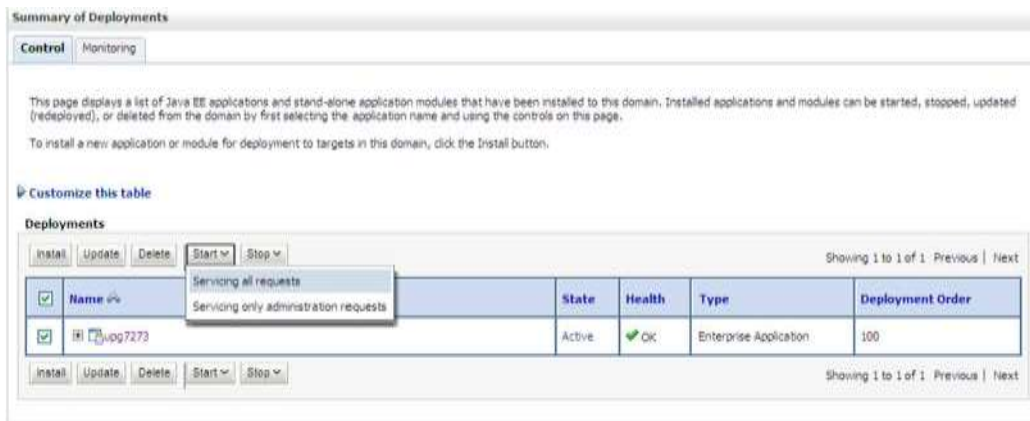 Summary of Deployments
Control Monitoring
This page displays a list of Java EE applications and stand-alone application modules that have been installed to this domain. Installed applications and modules can be started, stopped, updated
(redeployed), or deleted from the domain by first selecting the application name and using the controls on this page.
To install a new application or module for deployment to targets in this domain, click the Install button.
Customize this table
Deployments
Install Update Delete Start Stop Showing 1 to 1 of 1 Previous | Next
Servicing all requests
Servicing only administration requests
Name State Health Type Deployment Order
upg7273 Active OK Enterprise Application 100
Install Update Delete Start Stop Showing 1 to 1 of 1 Previous | Next